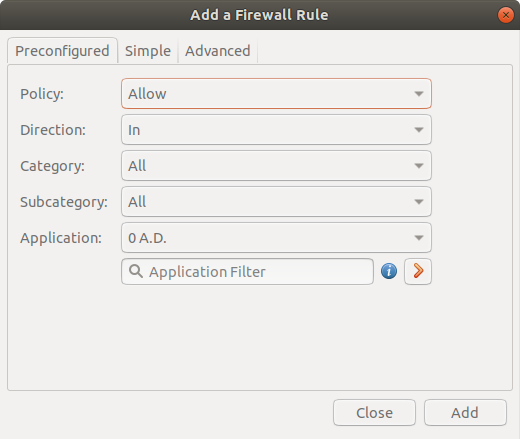 Add a Firewall Rule
Preconfigured Simple Advanced
Policy: Allow
Direction: In
Category: All
Subcategory: All
Application: 0 A.D.
Application Filter
Close Add